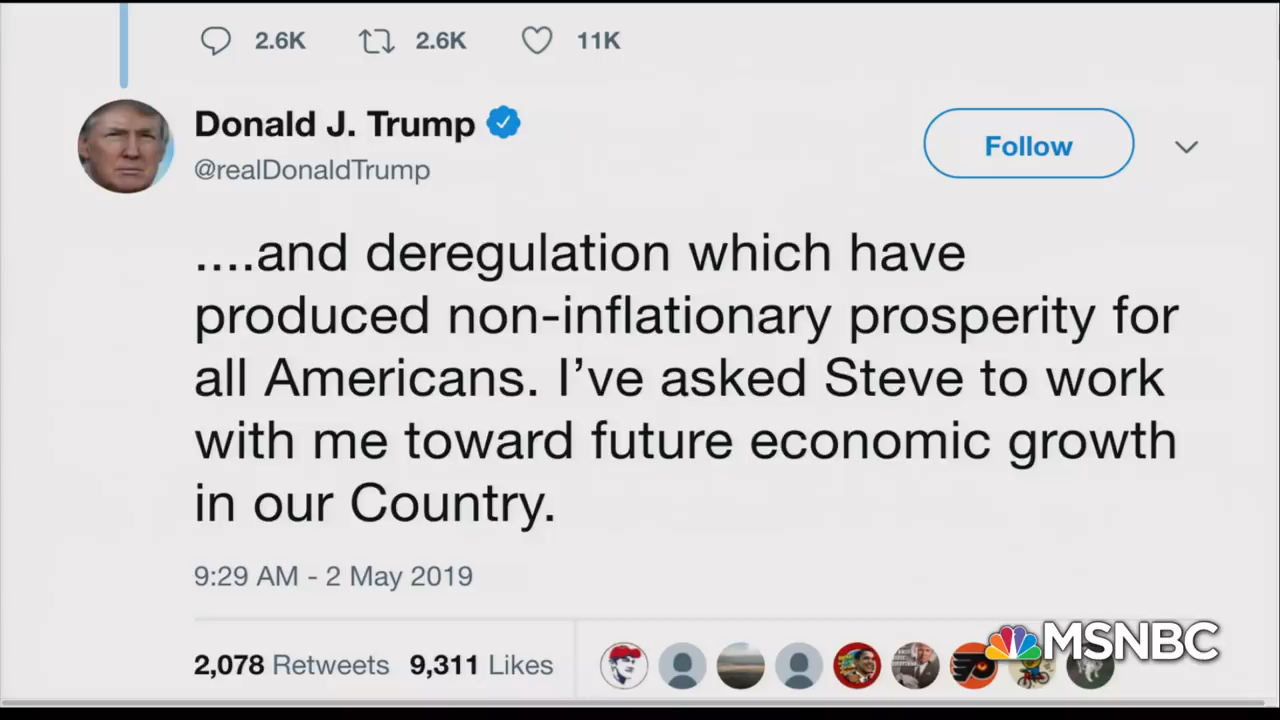 2.6K 2.6K 11K
Donald J. Trump
@realDonaldTrump
Follow
....and deregulation which have
produced non-inflationary prosperity for
all Americans. I’ve asked Steve to work
with me toward future economic growth
in our Country.
9:29 AM - 2 May 2019
2,078 Retweets 9,311 Likes
MSNBC